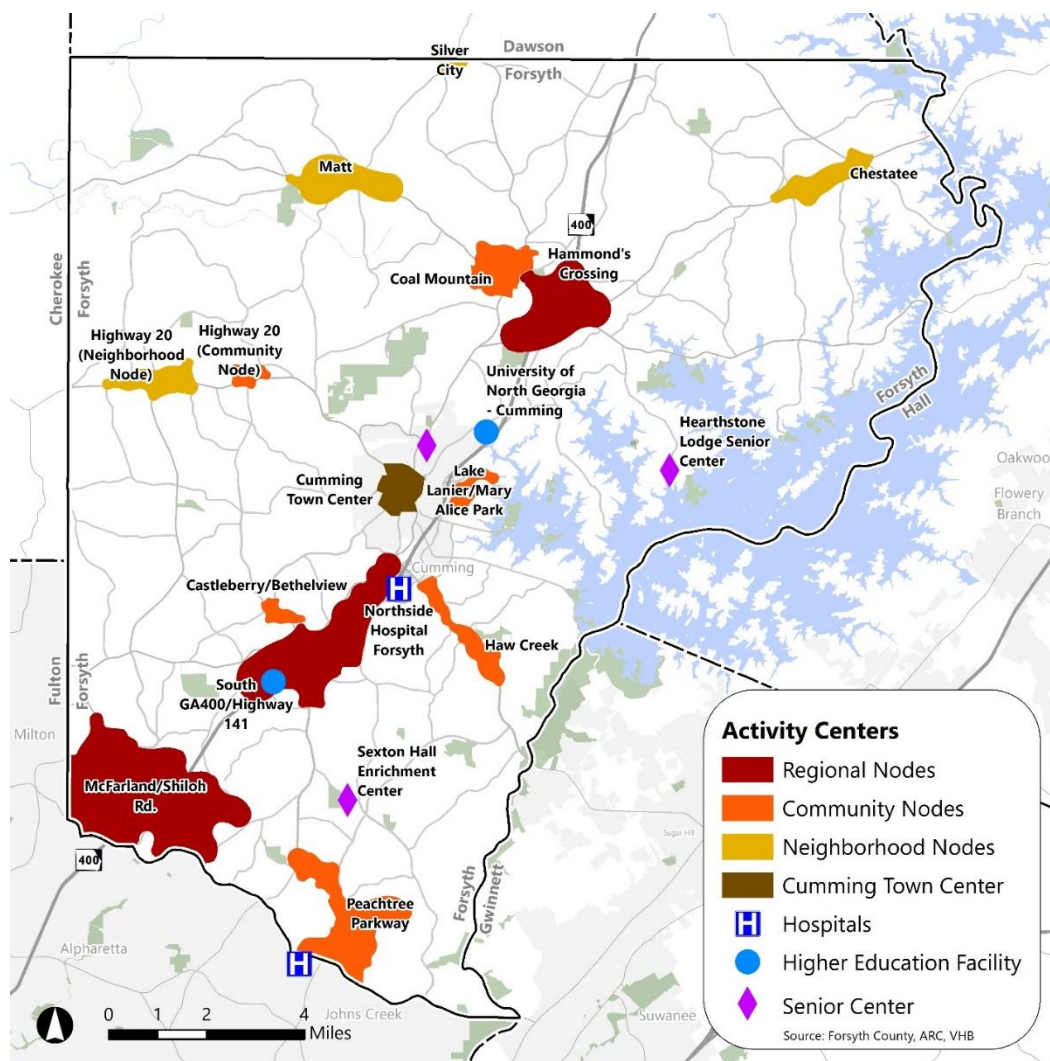 Silver
City
Dawson
Forsyth
Matt
Chestatee
400
Hammond's
Crossing
Coal Mountain
Cherokee
Forsyth
Highway 20
(Neighborhood
Node)
Highway 20
(Community
Node)
University of
North Georgia
- Cumming
Forsyth
Hall
Hearthstone
Lodge Senior
Center
Oakwood
Flowery
Branch
Cumming
Town Center
Lake
Lanier/Mary
Alice Park
Cumming
Castleberry/Bethelview
H
Northside
Hospital
Forsyth
Haw Creek
Fulton
Forsyth
South
GA400/Highway
141
Milton
McFarland/Shiloh
Rd.
Sexton Hall
Enrichment
Center
400
Sugar Hill
Forsyth
Gwinnett
Peachtree
Parkway
Alpharetta
H
Johns Creek
Suwanee
0 1 2 4
Miles
Activity Centers
Regional Nodes
Community Nodes
Neighborhood Nodes
Cumming Town Center
H Hospitals
Higher Education Facility
Senior Center
Source: Forsyth County, ARC, VHB